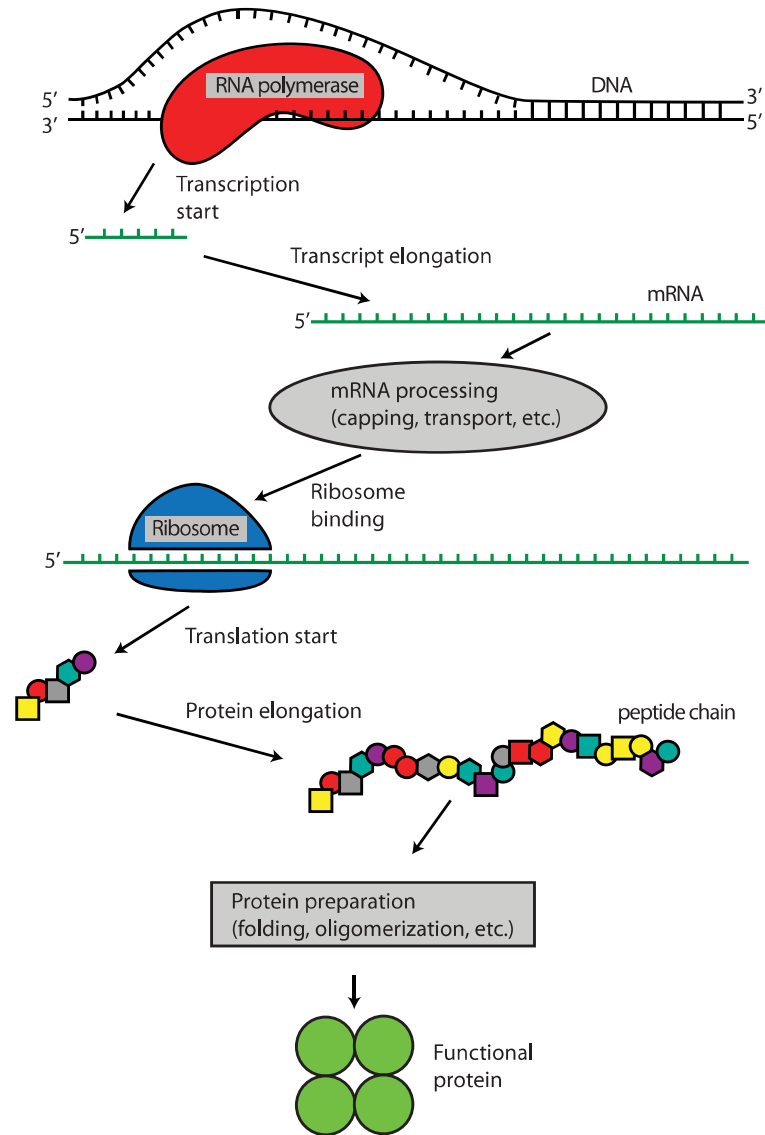 RNA polymerase
DNA
5′
3′
3′
5′
Transcription
start
5′
Transcript elongation
mRNA
5′
mRNA processing
(capping, transport, etc.)
Ribosome
binding
Ribosome
5′
Translation start
Protein elongation
peptide chain
Protein preparation
(folding, oligomerization, etc.)
Functional
protein